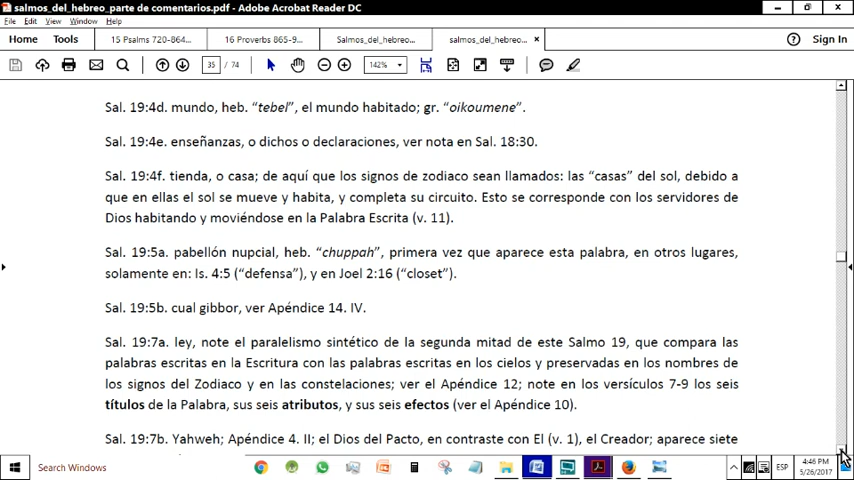 salmos_del_hebreo_parte de comentarios.pdf - Adobe Acrobat Reader DC
File Edit View Window Help
Home Tools 15 Psalms 720-864... 16 Proverbs 865-9... Salmos_del_hebreo... salmos_del_hebreo... × Sign In
35 / 74 142%
Sal. 19:4d. mundo, heb. “tebel”, el mundo habitado; gr. “oikoumene”.
Sal. 19:4e. enseñanzas, o dichos o declaraciones, ver nota en Sal. 18:30.
Sal. 19:4f. tienda, o casa; de aquí que los signos de zodiaco sean llamados: las “casas” del sol, debido a
que en ellas el sol se mueve y habita, y completa su circuito. Esto se corresponde con los servidores de
Dios habitando y moviéndose en la Palabra Escrita (v. 11).
Sal. 19:5a. pabellón nupcial, heb. “chuppah”, primera vez que aparece esta palabra, en otros lugares,
solamente en: Is. 4:5 (“defensa”), y en Joel 2:16 (“closet”).
Sal. 19:5b. cual gibbor, ver Apéndice 14. IV.
Sal. 19:7a. ley, note el paralelismo sintético de la segunda mitad de este Salmo 19, que compara las
palabras escritas en la Escritura con las palabras escritas en los cielos y preservadas en los nombres de
los signos del Zodiaco y en las constelaciones; ver el Apéndice 12; note en los versículos 7-9 los seis
títulos de la Palabra, sus seis atributos, y sus seis efectos (ver el Apéndice 10).
Sal. 19:7b. Yahweh; Apéndice 4. II; el Dios del Pacto, en contraste con El (v. 1), el Creador; aparece siete
Search Windows ESP 4:46 PM
5/26/2017